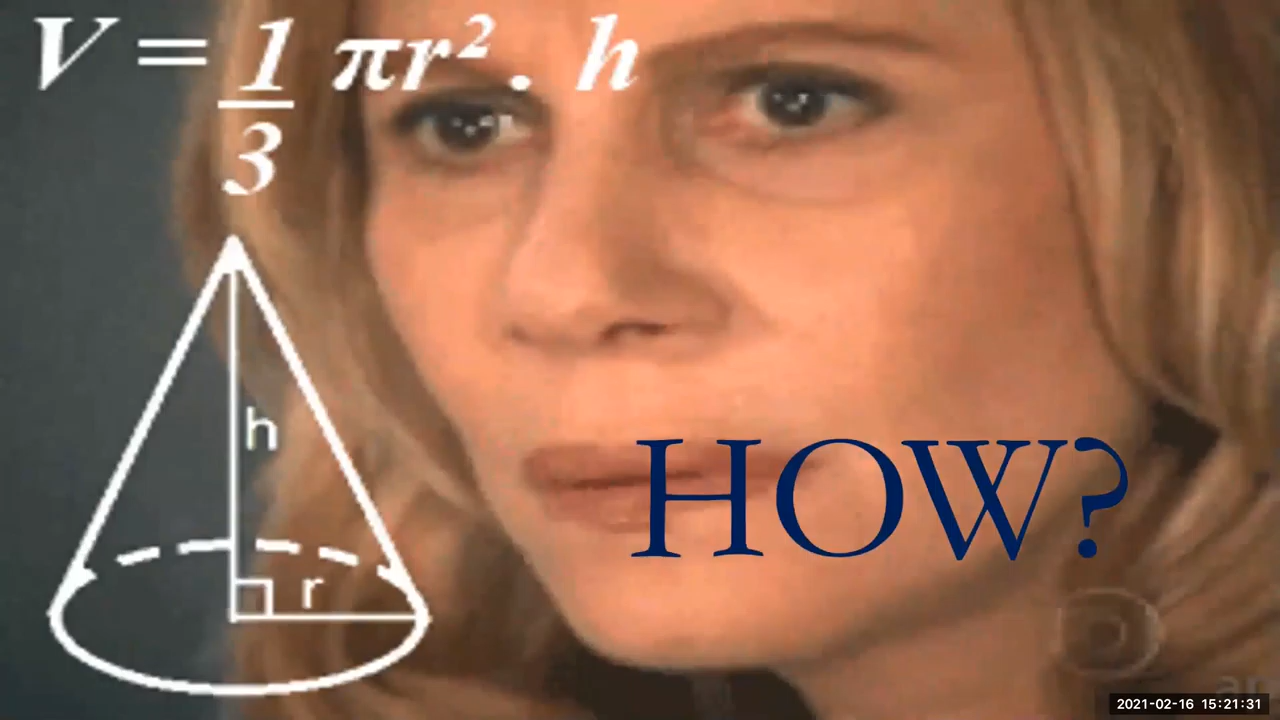 V = 1/3 πr² . h
h
r
HOW?
2021-02-16 15:21:31